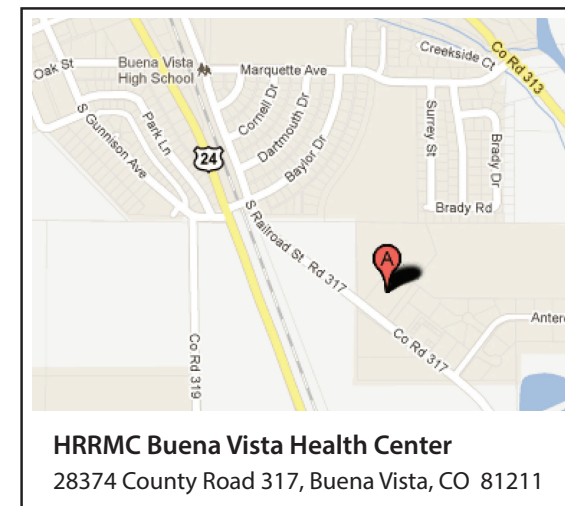 Creekside Ct
Co Rd 313
Buena Vista
High School
Oak St
Marquette Ave
Cornell Dr
Dartmouth Dr
Baylor Dr
Surrey St
Brady Dr
Park Ln
S Gunnison Ave
24
Brady Rd
S Railroad St
Rd 317
A
Co Rd 317
Antero
Co Rd 319
HRRMC Buena Vista Health Center
28374 County Road 317, Buena Vista, CO 81211